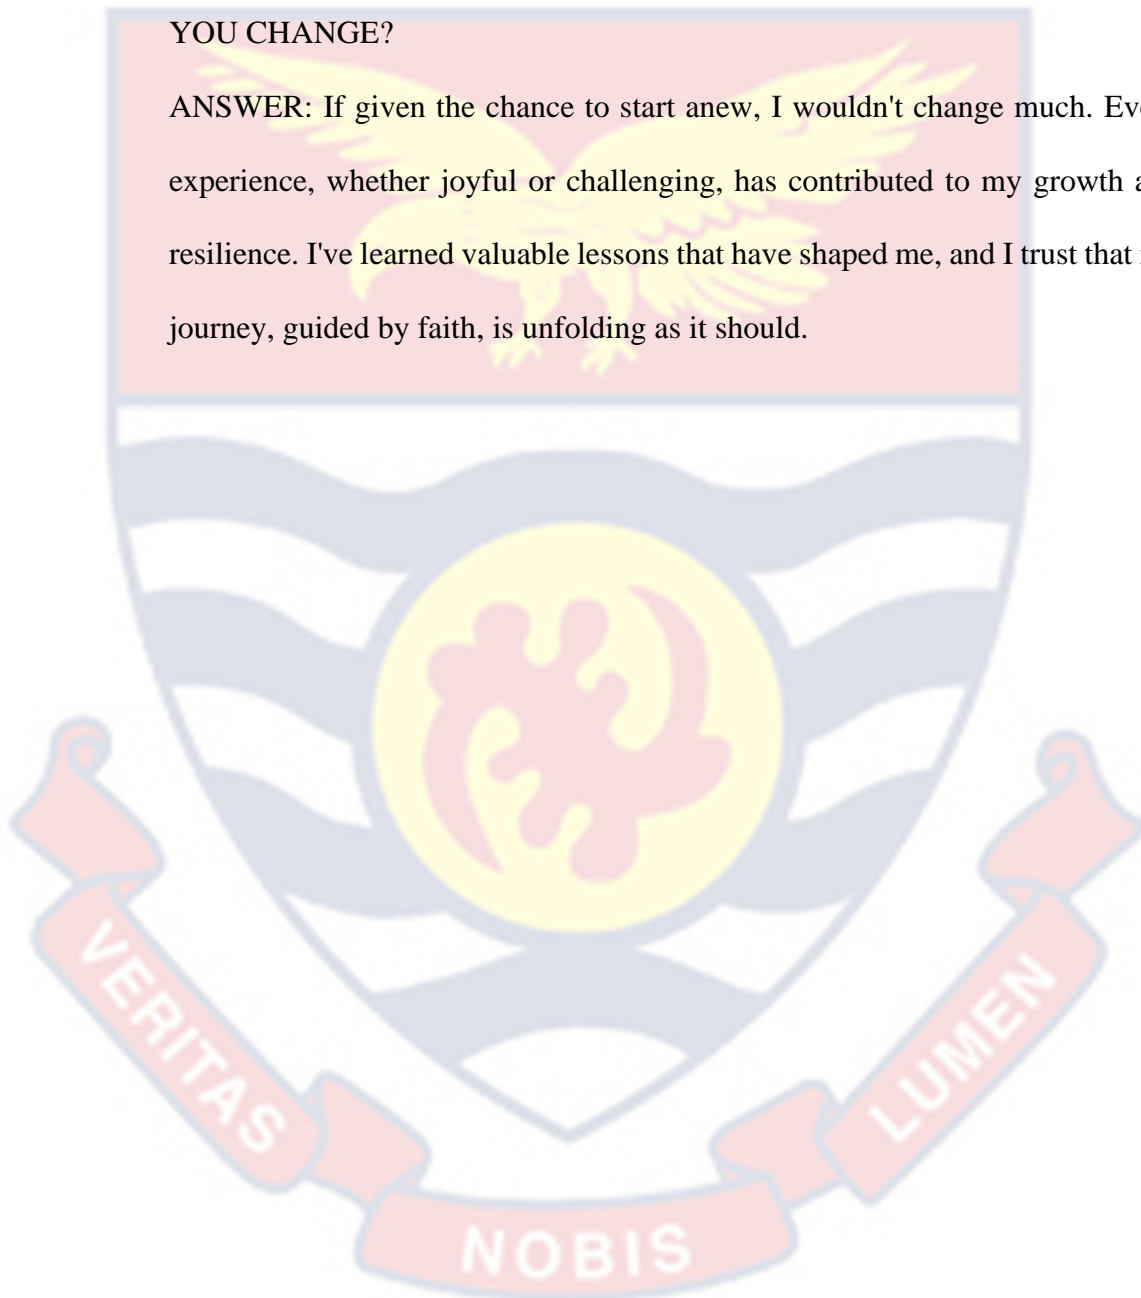 YOU CHANGE?
ANSWER: If given the chance to start anew, I wouldn't change much. Eve
experience, whether joyful or challenging, has contributed to my growth a
resilience. I've learned valuable lessons that have shaped me, and I trust that
journey, guided by faith, is unfolding as it should.
VERITAS
NOBIS
LUMEN